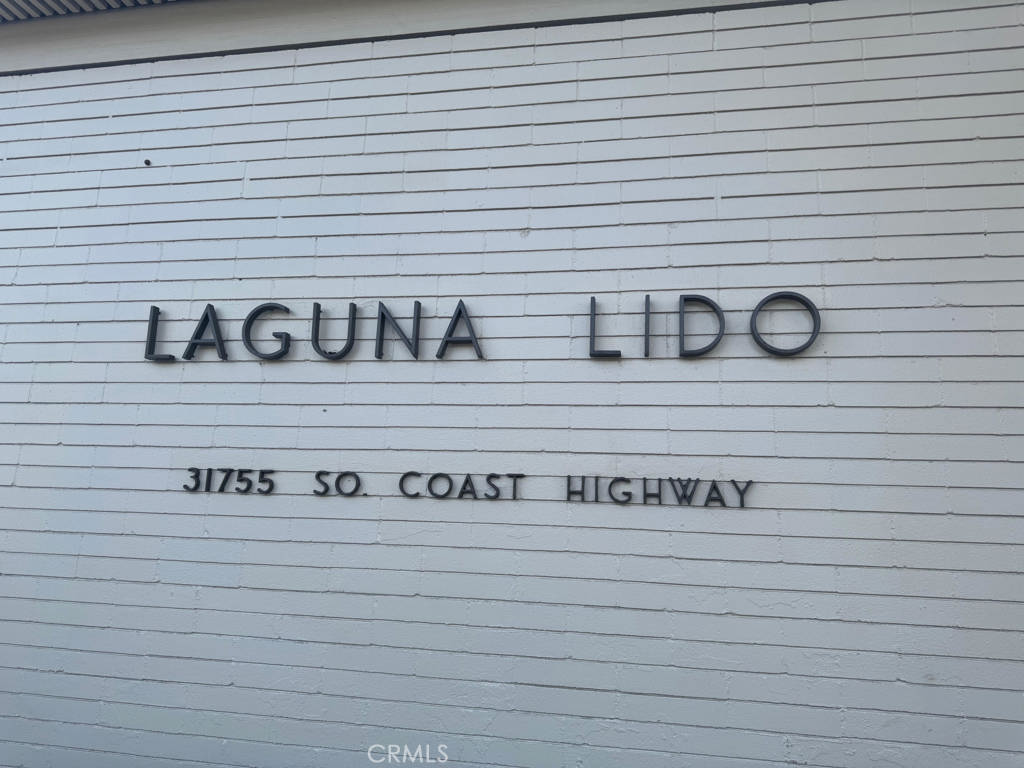 LAGUNA LIDO
31755 SO. COAST HIGHWAY
CRMLS